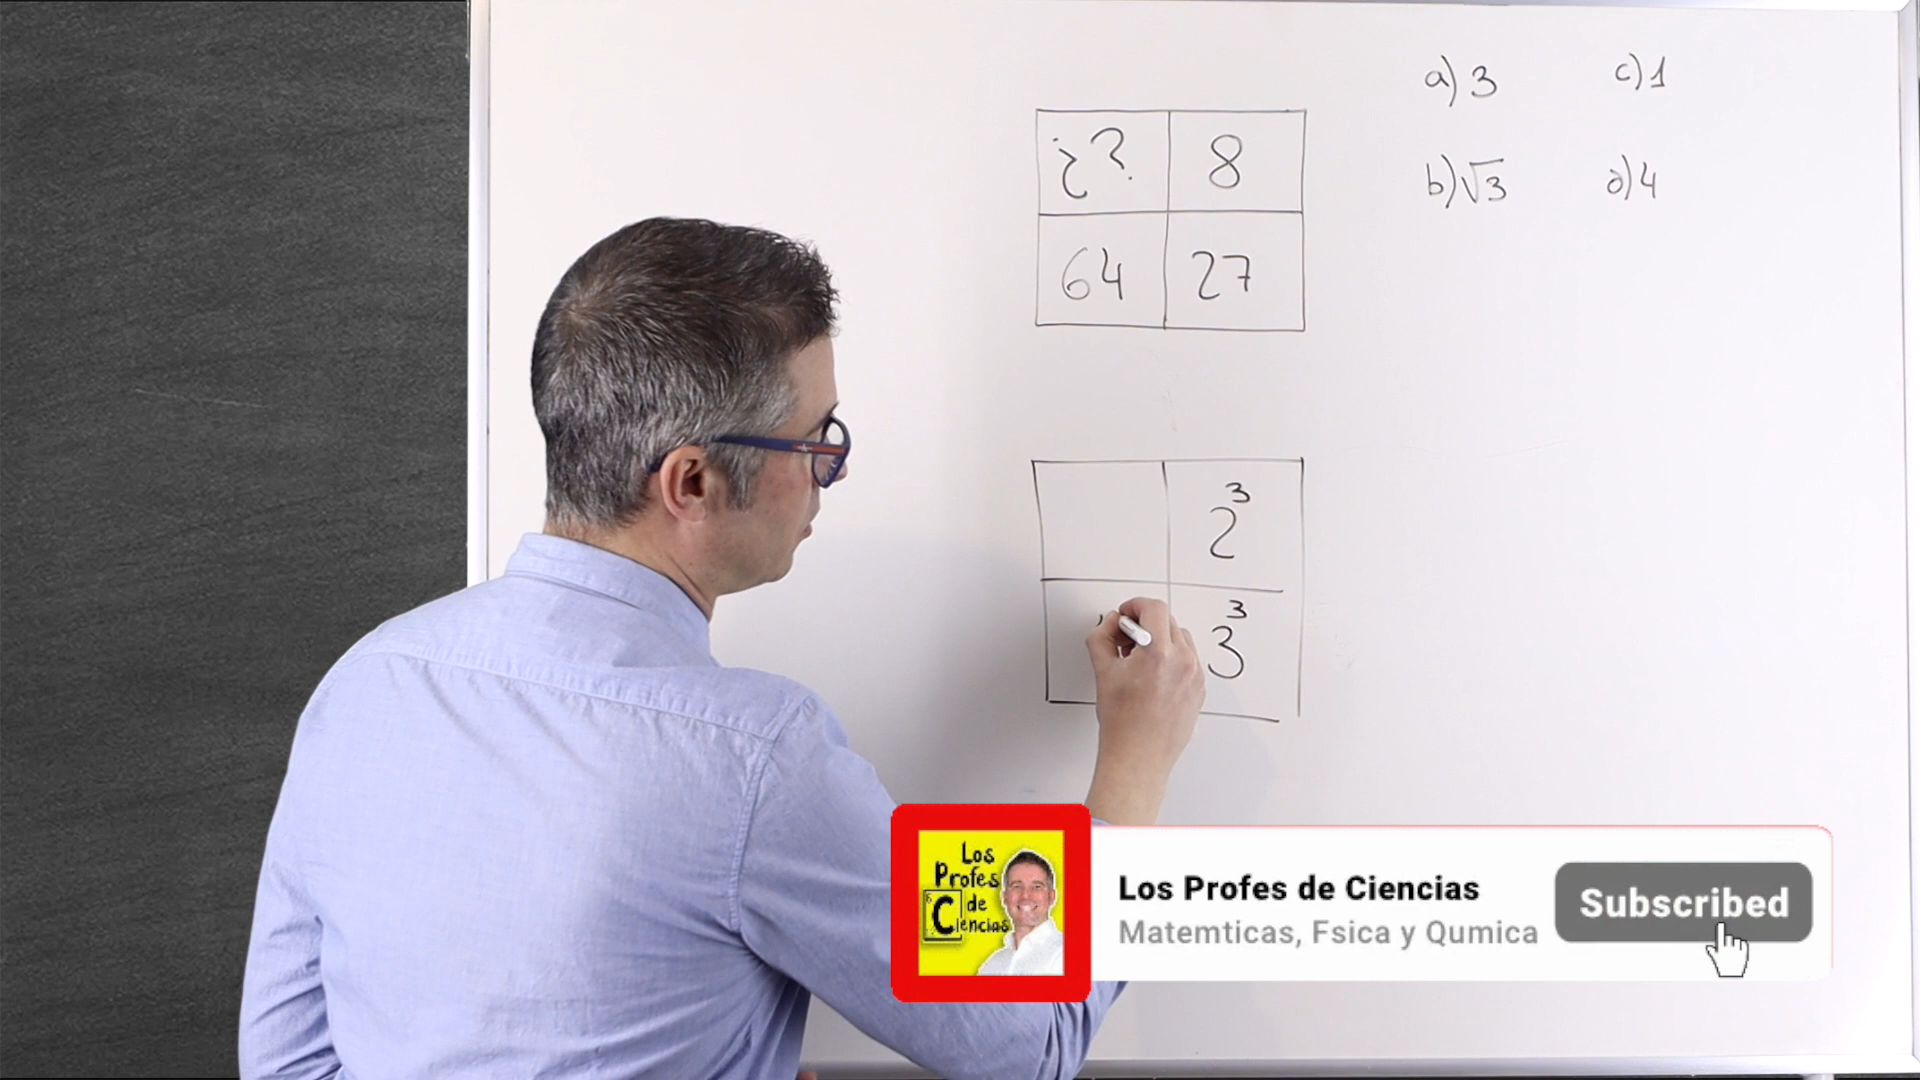 a) 3 c) 1
b) √3 d) 4
¿? 8
64 27
2³
3³
Los
Profes
de
Ciencias
6
Los Profes de Ciencias
Matemticas, Fsica y Qumica
Subscribed